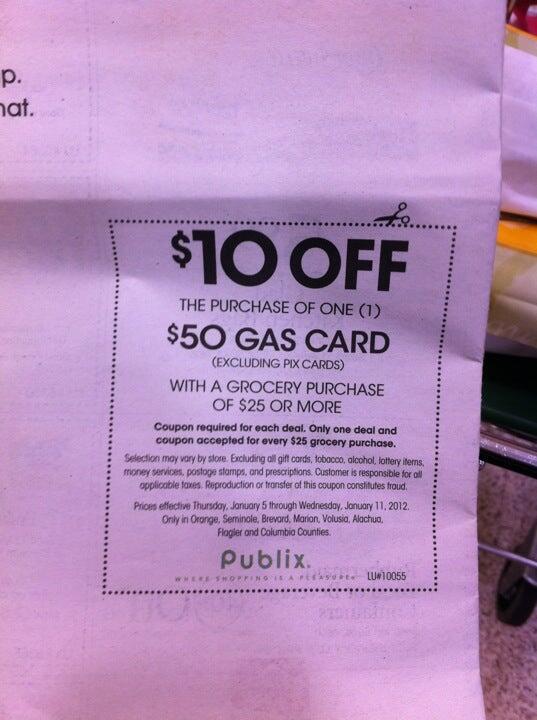 p.
hat.
$10 OFF
THE PURCHASE OF ONE (1)
$50 GAS CARD
(EXCLUDING PIX CARDS)
WITH A GROCERY PURCHASE
OF $25 OR MORE
Coupon required for each deal. Only one deal and
coupon accepted for every $25 grocery purchase.
Selection may vary by store. Excluding all gift cards, tobacco, alcohol, lottery items,
money services, postage stamps, and prescriptions. Customer is responsible for all
applicable taxes. Reproduction or transfer of this coupon constitutes fraud.
Prices effective Thursday, January 5 through Wednesday, January 11, 2012.
Only in Orange, Seminole, Brevard, Marion, Volusia, Alachua,
Flagler and Columbia Counties.
Publix.
WHERE SHOPPING IS A PLEASURE®
LU#10055